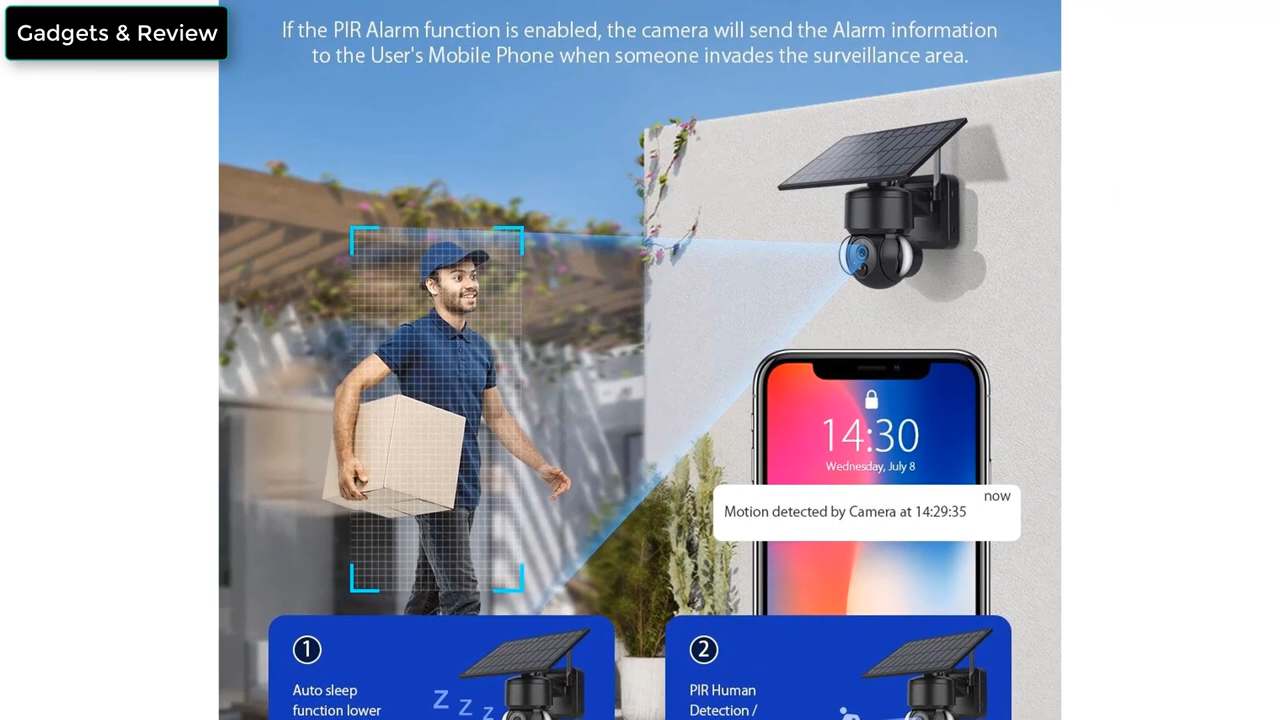 Gadgets & Review
If the PIR Alarm function is enabled, the camera will send the Alarm information
to the User's Mobile Phone when someone invades the surveillance area.
14:30
Wednesday, July 8
now
Motion detected by Camera at 14:29:35
1
Auto sleep
function lower
Z Z Z
2
PIR Human
Detection /